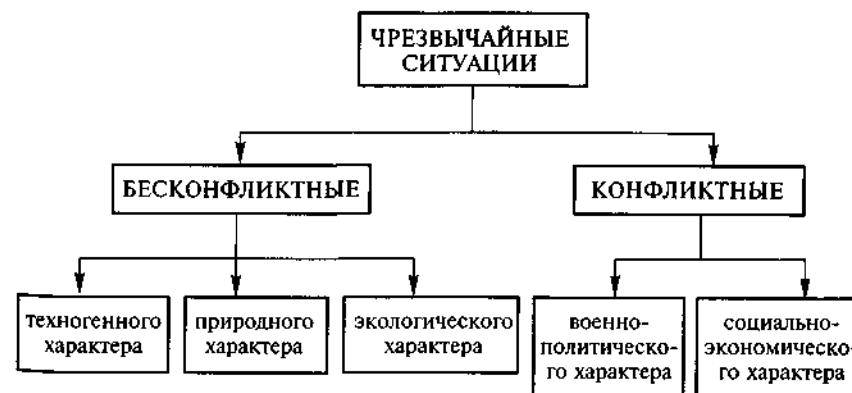 ЧРЕЗВЫЧАЙНЫЕ
СИТУАЦИИ
БЕСКОНФЛИКТНЫЕ
КОНФЛИКТНЫЕ
техногенного
характера
природного
характера
экологического
характера
военно-
политическо-
го характера
социально-
экономическо-
го характера